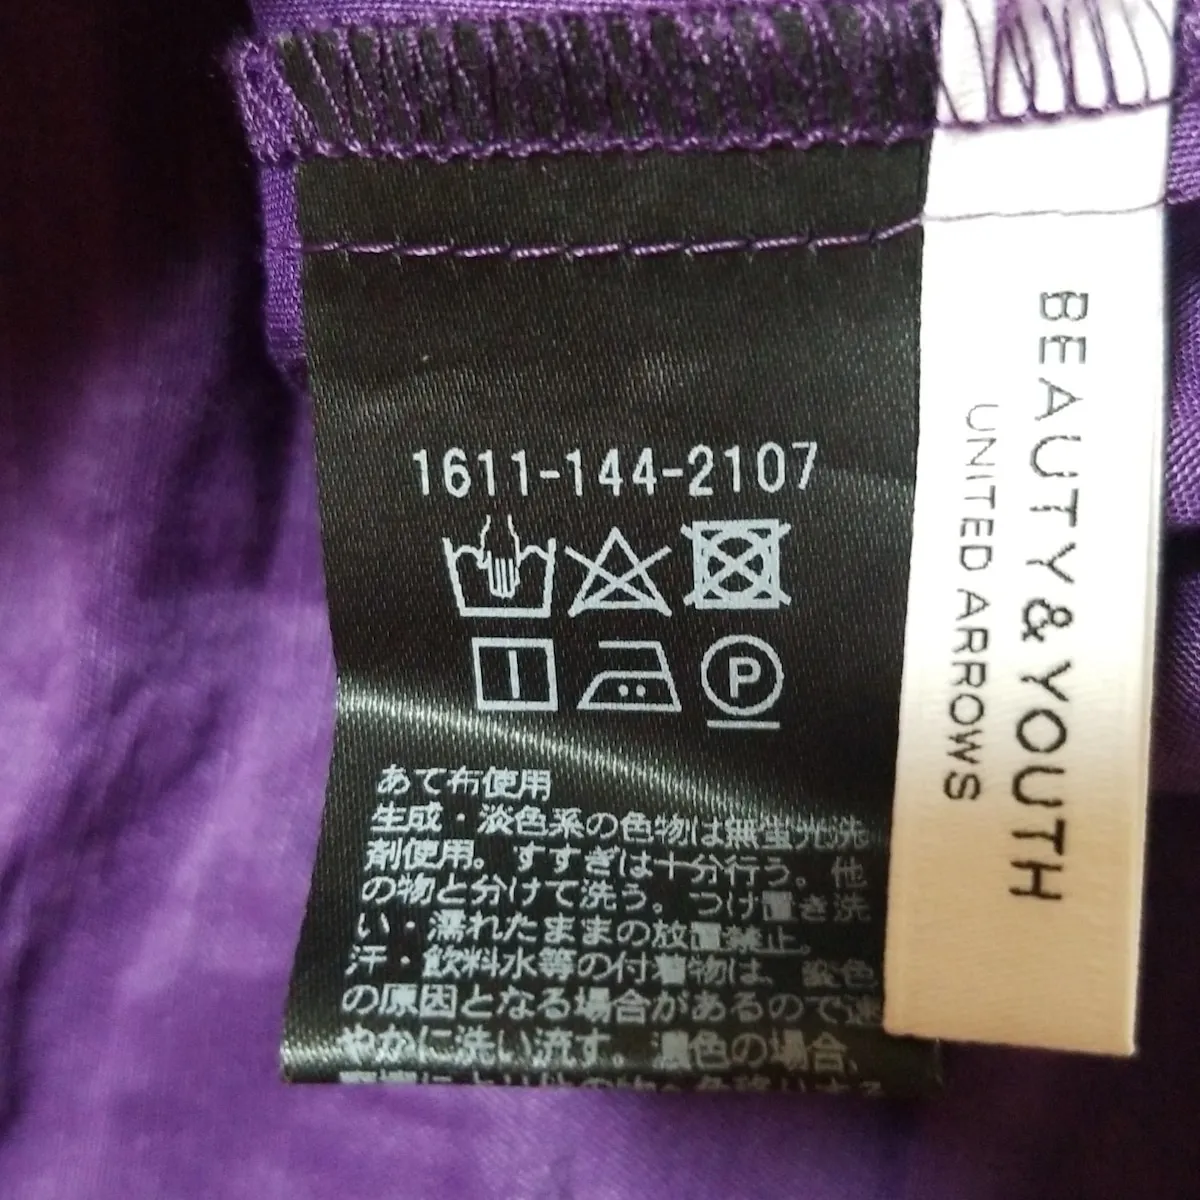 1611-144-2107
P
あて布使用
生成・淡色系の色物は無蛍光洗
剤使用。すすぎは十分行う。他
の物と分けて洗う。つけ置き洗
い・濡れたままの放置禁止。
汗・飲料水等の付着物は、変色
の原因となる場合があるので速
やかに洗い流す。濃色の場合、
BEAUTY&YOUTH
UNITED ARROWS